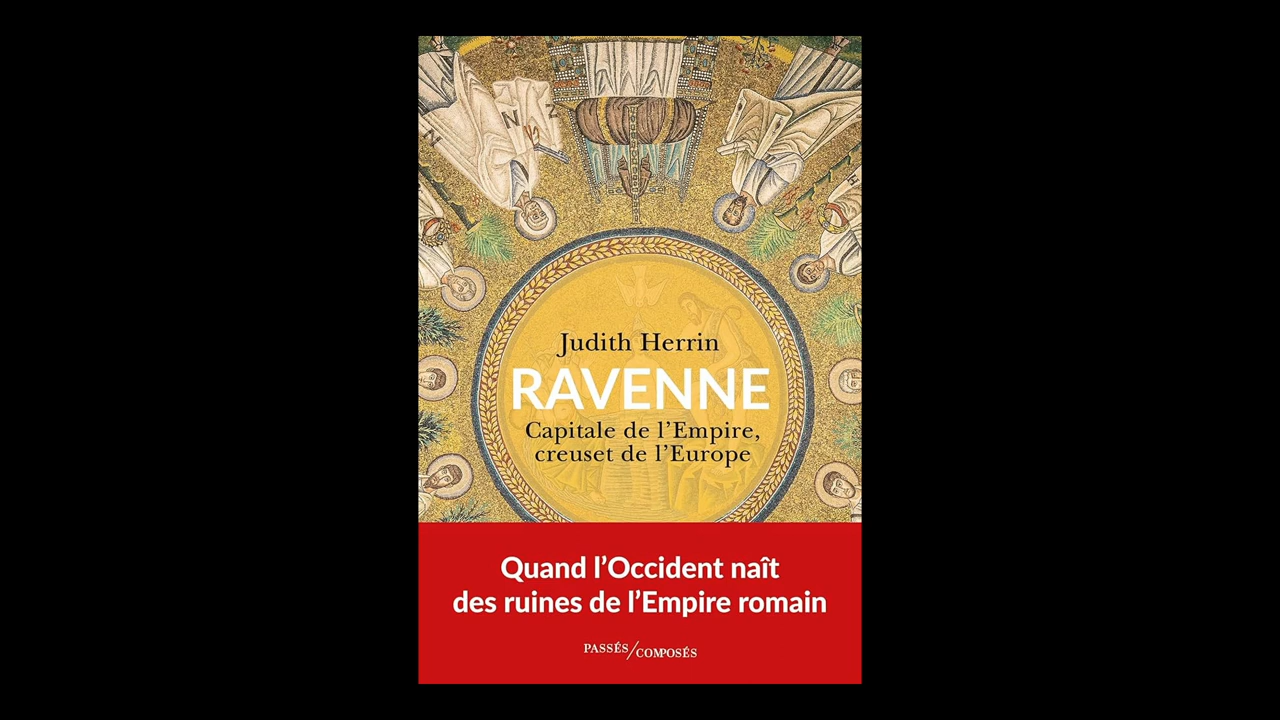 Judith Herrin
RAVENNE
Capitale de l’Empire,
creuset de l’Europe
Quand l’Occident naît
des ruines de l’Empire romain
PASSÉS/COMPOSÉS